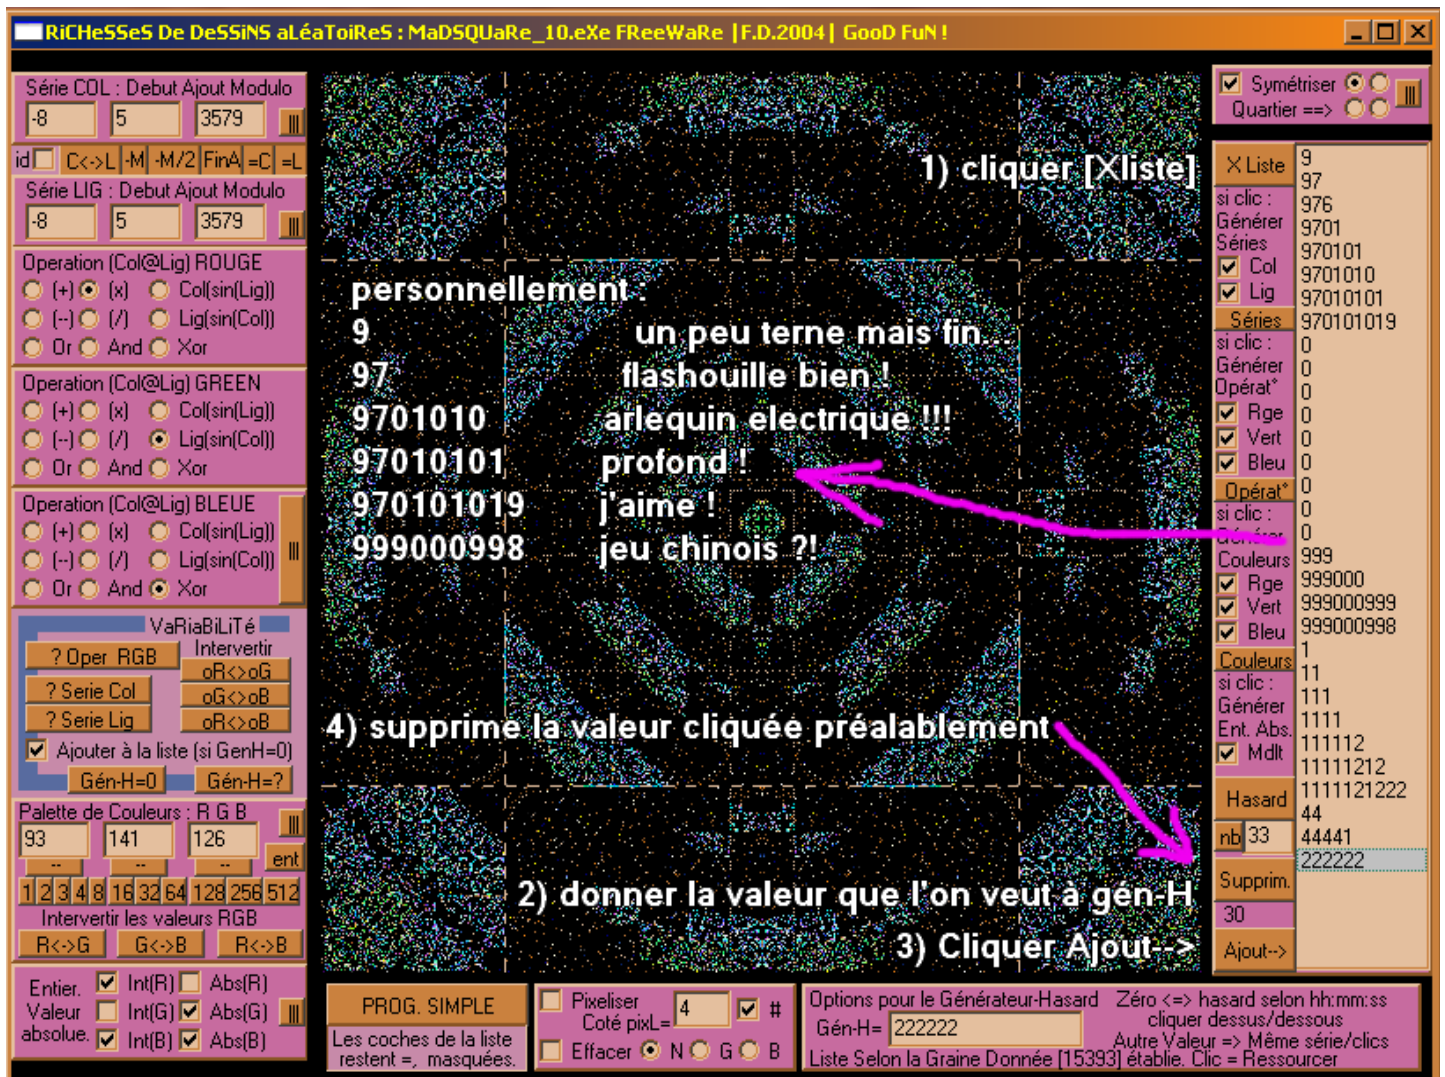 RiCHeSSeS De DeSSiNS aLéaToiReS : MaDSQUaRe_10.eXe FReeWaRe |F.D.2004| GooD FuN !
Série COL : Debut Ajout Modulo
-8 5 3579
id C<->L -M -M/2 FinA =C =L
Série LIG : Debut Ajout Modulo
-8 5 3579
Operation (Col@Lig) ROUGE
(+) (x) Col(sin(Lig))
(--) (/) Lig(sin(Col))
Or And Xor
Operation (Col@Lig) GREEN
(+) (x) Col(sin(Lig))
(--) (/) Lig(sin(Col))
Or And Xor
Operation (Col@Lig) BLEUE
(+) (x) Col(sin(Lig))
(--) (/) Lig(sin(Col))
Or And Xor
VaRiaBiLiTé
? Oper RGB
Intervertir
oR<>oG
? Serie Col
oG<>oB
? Serie Lig
oR<>oB
Ajouter à la liste (si GenH=0)
Gén-H=0 Gén-H=?
Palette de Couleurs : R G B
93 141 126
-- -- -- ent
1 2 3 4 8 16 32 64 128 256 512
Intervertir les valeurs RGB
R<->G G<->B R<->B
Entier. Int(R) Abs(R)
Valeur Int(G) Abs(G)
absolue. Int(B) Abs(B)
1) cliquer [Xliste]
personnellement :
9 un peu terne mais fin...
97 flashouille bien !
9701010 arlequin electrique !!!
97010101 profond !
970101019 j'aime !
999000998 jeu chinois ?!
4) supprime la valeur cliquée préalablement
2) donner la valeur que l'on veut à gén-H
3) Cliquer Ajout-->
PROG. SIMPLE
Les coches de la liste
restent =, masquées.
Pixeliser
Coté pixL= 4 #
Effacer N G B
Options pour le Générateur-Hasard
Gén-H= 222222
Zéro <=> hasard selon hh:mm:ss
cliquer dessus/dessous
Autre Valeur => Même série/clics
Liste Selon la Graine Donnée [15393] établie. Clic = Ressourcer
Symétriser
Quartier ==>
X Liste
si clic :
Générer
Séries
Col
Lig
Séries
si clic :
Générer
Opérat°
Rge
Vert
Bleu
Opérat°
si clic :
Générer
Couleurs
Rge
Vert
Bleu
Couleurs
si clic :
Générer
Ent. Abs.
Mdlt
Hasard
nb 33
Supprim.
30
Ajout-->
9
97
976
9701
970101
9701010
97010101
970101019
0
0
0
0
0
0
0
0
0
999
999000
999000999
999000998
1
11
111
1111
111112
11111212
1111121222
44
44441
222222